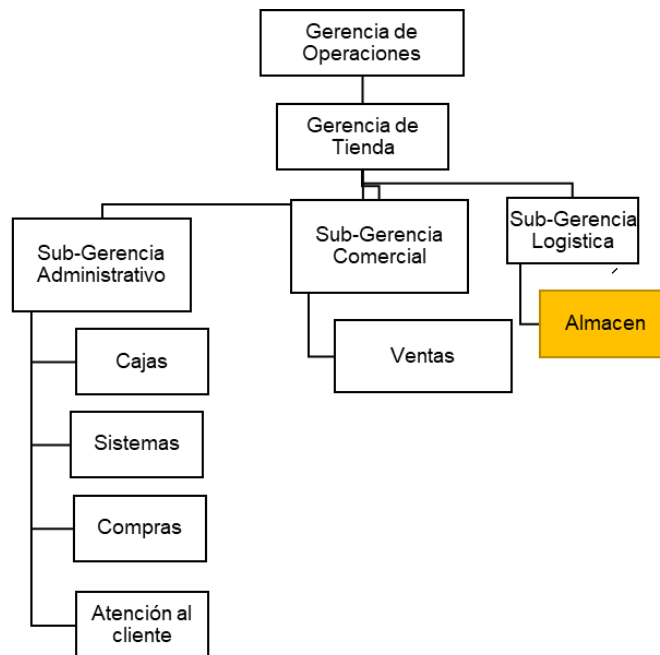 Gerencia de
Operaciones
Gerencia de
Tienda
Sub-Gerencia
Administrativo
Sub-Gerencia
Comercial
Sub-Gerencia
Logistica
Cajas
Sistemas
Compras
Atención al
cliente
Ventas
Almacen